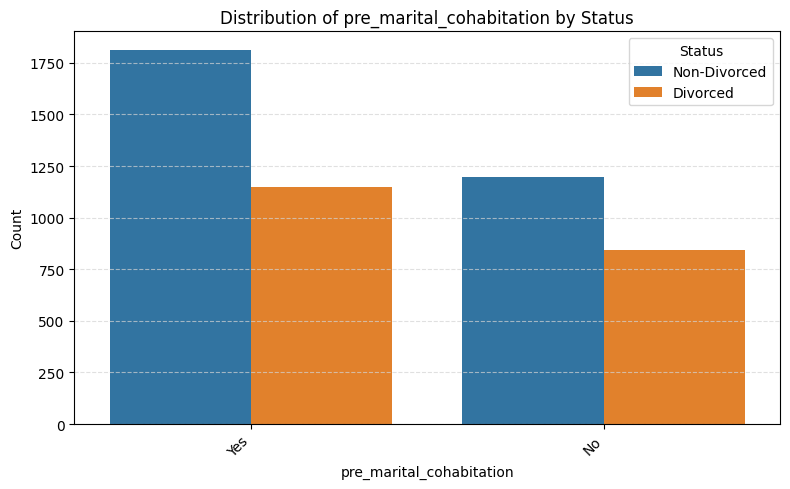 Distribution of pre_marital_cohabitation by Status
Status
Non-Divorced
Divorced
1750
1500
1250
1000
750
500
250
0
Count
Yes
No
pre_marital_cohabitation